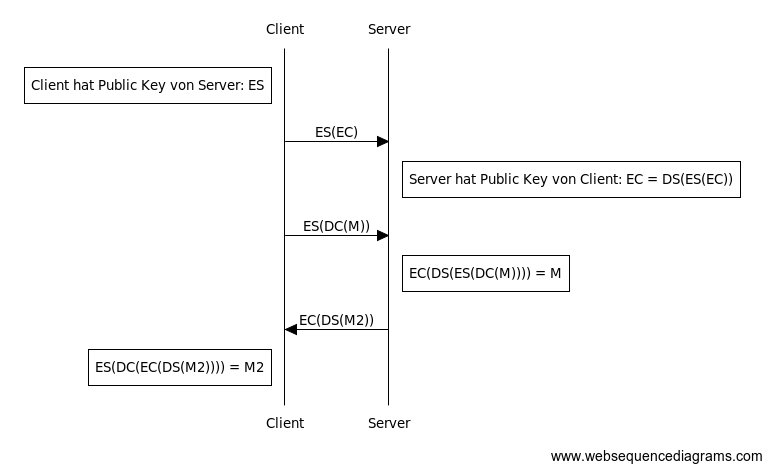 Client Server
Client hat Public Key von Server: ES
ES(EC)
Server hat Public Key von Client: EC = DS(ES(EC))
ES(DC(M))
EC(DS(ES(DC(M)))) = M
EC(DS(M2))
ES(DC(EC(DS(M2)))) = M2
Client Server
www.websequencediagrams.com